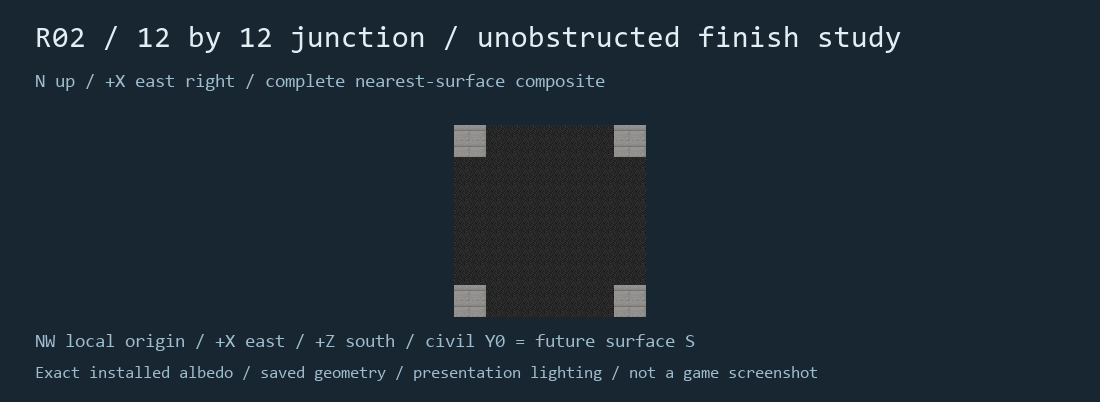 R02 / 12 by 12 junction / unobstructed finish study
N up / +X east right / complete nearest-surface composite
NW local origin / +X east / +Z south / civil Y0 = future surface S
Exact installed albedo / saved geometry / presentation lighting / not a game screenshot